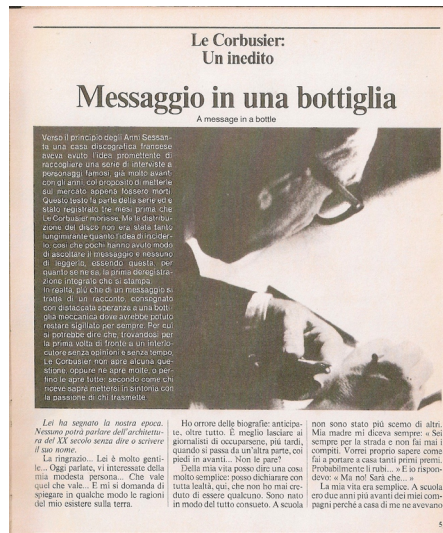 Le Corbusier:
Un inedito
Messaggio in una bottiglia
A message in a bottle
Verso il principio degli Anni Sessan-
ta una casa discografica francese
aveva avuto l'idea promettente di
raccogliere una serie di interviste a
personaggi famosi, già molto avanti
con gli anni, col proposito di metterle
sul mercato appena fossero morti.
Questo testo fa parte della serie ed è
stato registrato tre mesi prima che
Le Corbusier morisse. Ma la distribu-
zione del disco non era stata tanto
lungimirante quanto l'idea di incider-
lo: così che pochi hanno avuto modo
di ascoltare il messaggio e nessuno
di leggerlo, essendo questa, per
quanto se ne sa, la prima deregistra-
zione integrale che si stampa.
In realtà, più che di un messaggio si
tratta di un racconto, consegnato
con distaccata speranza a una botti-
glia meccanica dove avrebbe potuto
restare sigillato per sempre. Per cui
si potrebbe dire che, trovandosi per
la prima volta di fronte a un interlo-
cutore senza opinioni e senza tempo,
Le Corbusier non apre alcuna que-
stione, oppure ne apre molte, o per-
fino le apre tutte: secondo come chi
riceve saprà mettersi in sintonia con
la passione di chi trasmette.
Lei ha segnato la nostra epoca.
Nessuno potrà parlare dell'architettu-
ra del XX secolo senza dire o scrivere
il suo nome.
La ringrazio... Lei è molto genti-
le... Oggi parlate, vi interessate della
mia modesta persona... Che vale
quel che vale... E mi si domanda di
spiegare in qualche modo le ragioni
del mio esistere sulla terra.
Ho orrore delle biografie: anticipa-
te, oltre tutto. È meglio lasciare ai
giornalisti di occuparsene, più tardi,
quando si passa da un'altra parte, coi
piedi in avanti... Non le pare?
Della mia vita posso dire una cosa
molto semplice: posso dichiarare con
tutta lealtà, qui, che non ho mai cre-
duto di essere qualcuno. Sono nato
in modo del tutto consueto. A scuola
non sono stato più scemo di altri.
Mia madre mi diceva sempre: « Sei
sempre per la strada e non fai mai i
compiti. Vorrei proprio sapere come
fai a portare a casa tanti primi premi.
Probabilmente li rubi... » E io rispon-
devo: « Ma no! Sarà che... »
La mia vita era semplice. A scuola
ero due anni più avanti dei miei com-
pagni perché a casa di me ne avevano
5